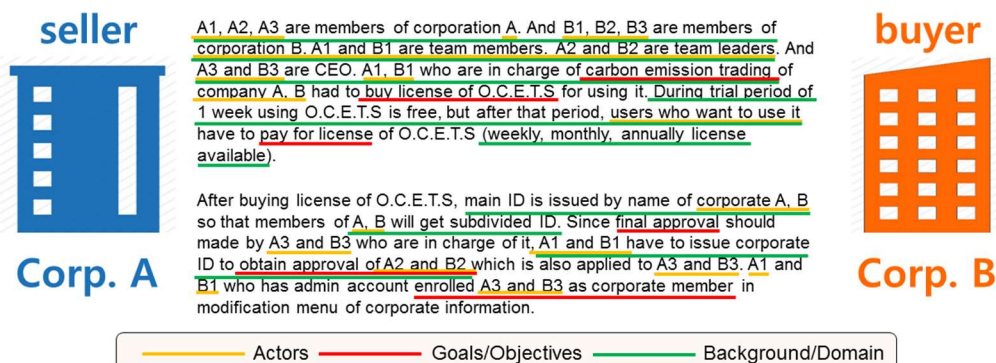 seller
buyer
A1, A2, A3 are members of corporation A. And B1, B2, B3 are members of
corporation B. A1 and B1 are team members. A2 and B2 are team leaders. And
A3 and B3 are CEO. A1, B1 who are in charge of carbon emission trading of
company A, B had to buy license of O.C.E.T.S for using it. During trial period of
1 week using O.C.E.T.S is free, but after that period, users who want to use it
have to pay for license of O.C.E.T.S (weekly, monthly, annually license
available).
After buying license of O.C.E.T.S, main ID is issued by name of corporate A, B
so that members of A, B will get subdivided ID. Since final approval should
made by A3 and B3 who are in charge of it, A1 and B1 have to issue corporate
ID to obtain approval of A2 and B2 which is also applied to A3 and B3. A1 and
B1 who has admin account enrolled A3 and B3 as corporate member in
modification menu of corporate information.
Corp. A
Corp. B
Actors Goals/Objectives Background/Domain